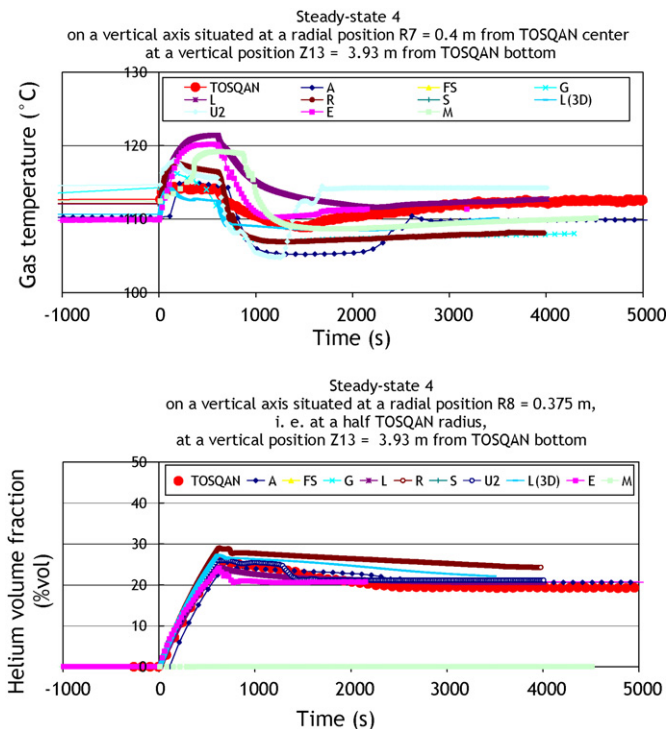 Steady-state 4
on a vertical axis situated at a radial position R7 = 0.4 m from TOSQAN center
at a vertical position Z13 = 3.93 m from TOSQAN bottom
130
TOSQAN A FS G
L R S L(3D)
U2 E M
120
110
100
Gas temperature (°C)
-1000 0 1000 2000 3000 4000 5000
Time (s)
Steady-state 4
on a vertical axis situated at a radial position R8 = 0.375 m,
i. e. at a half TOSQAN radius,
at a vertical position Z13 = 3.93 m from TOSQAN bottom
50
TOSQAN A FS G L R S U2 L(3D) E M
40
30
20
10
0
Helium volume fraction
(%vol)
-1000 0 1000 2000 3000 4000 5000
Time (s)